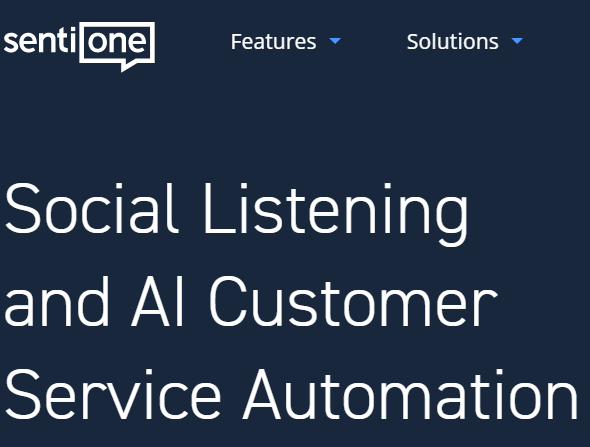 sentione
Features
Solutions
Social Listening
and AI Customer
Service Automation